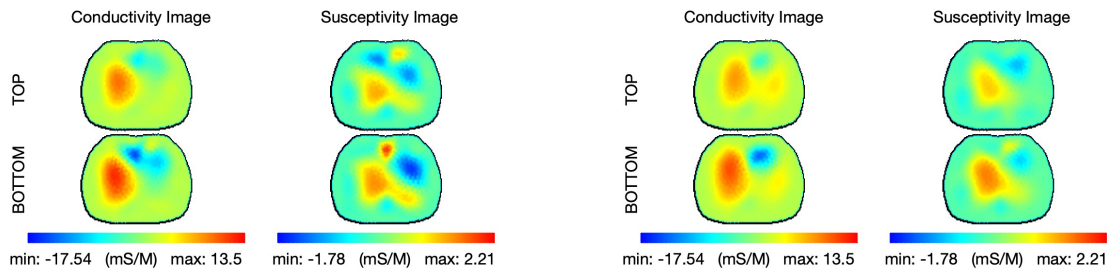 Conductivity Image Susceptivity Image Conductivity Image Susceptivity Image
TOP TOP
BOTTOM BOTTOM
min: -17.54 (mS/M) max: 13.5 min: -1.78 (mS/M) max: 2.21 min: -17.54 (mS/M) max: 13.5 min: -1.78 (mS/M) max: 2.21